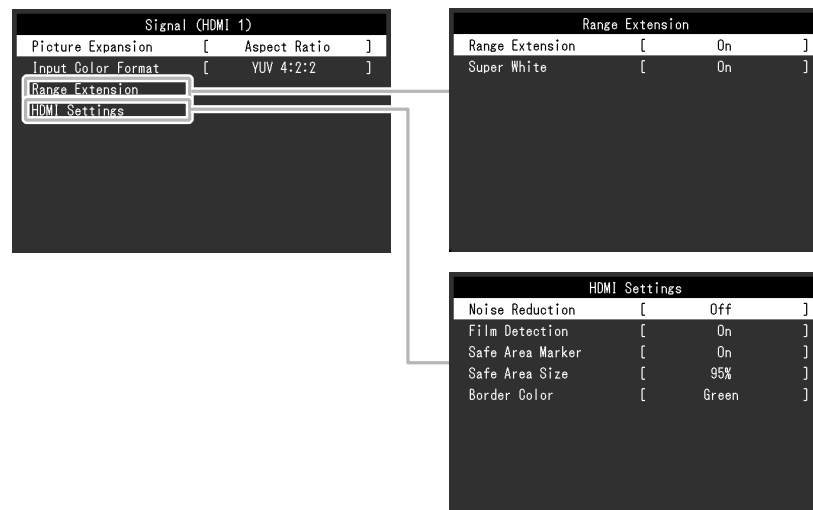 Signal (HDMI 1)
Picture Expansion [ Aspect Ratio ]
Input Color Format [ YUV 4:2:2 ]
Range Extension
HDMI Settings
Range Extension
Range Extension [ On ]
Super White [ On ]
HDMI Settings
Noise Reduction [ Off ]
Film Detection [ On ]
Safe Area Marker [ On ]
Safe Area Size [ 95% ]
Border Color [ Green ]